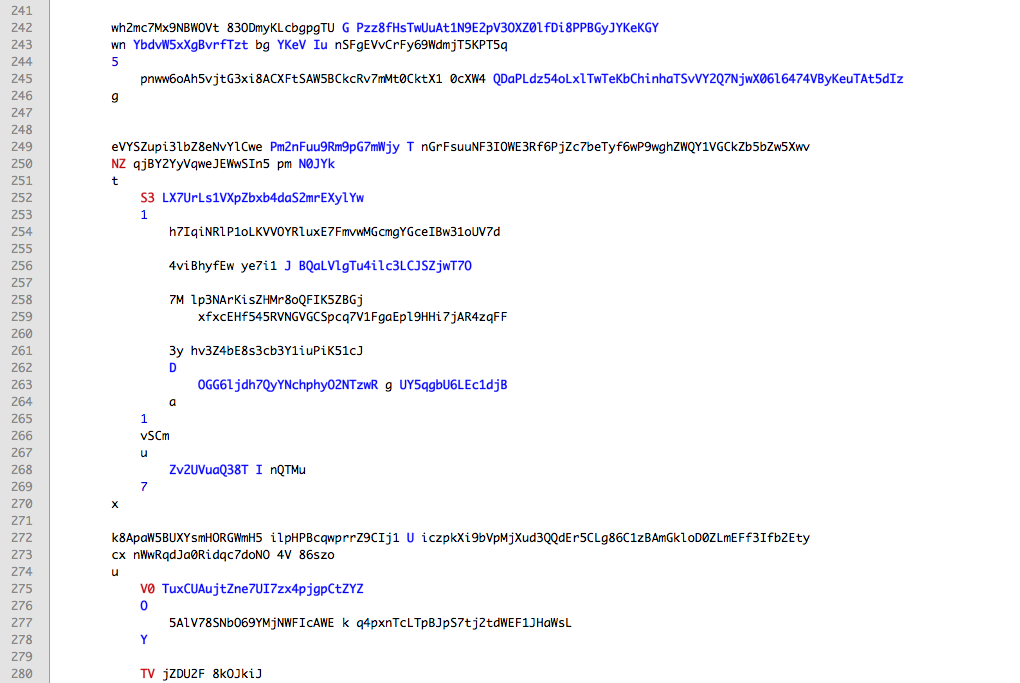 241
242 wh2mc7Mx9NBWOVt 83ODmyKLcbgpgTU G Pzz8fHsTwUuAt1N9E2pV3OXZ0lfDi8PPBGyJYKeKGY
243 wn YbdvW5xXgBvrfTzt bg YKeV Iu nSFgEVvCrFy69WdmjT5KPT5q
244 5
245 pnww6oAh5vjtG3xi8ACXFtSAW5BCkcRv7mMt0CktX1 0cXW4 QDaPLdz54oLxlTwTeKbChinhaTSvVY2Q7NjwX06l6474VByKeuTAt5dIz
246 g
247
248
249 eVYSZupi3lbZ8eNvYlCwe Pm2nFuu9Rm9pG7mWjy T nGrFsuuNF3IOWE3Rf6PjZc7beTyf6wP9wghZWQY1VGCkZb5bZw5Xwv
250 NZ qjBY2YyVqweJEWwSIn5 pm N0JYk
251 t
252 S3 LX7UrLs1VXpZbxb4daS2mrEXylYw
253 1
254 h7IqiNRlP1oLKVVOYRluxE7FmvwMGcmgYGceIBw31oUV7d
255
256 4viBhyfEw ye7i1 J BQaLVlgTu4ilc3LCJSZjwT7O
257
258 7M lp3NArKisZHMr8oQFIK5ZBGj
259 xfxcEHf545RVNGVGCSpcq7V1FgaEpl9HHi7jAR4zqFF
260
261 3y hv3Z4bE8s3cb3Y1iuPiK51cJ
262 D
263 OGG6ljdh7QyYNchphyO2NTzwR g UY5qgbU6LEc1djB
264 a
265 1
266 vSCm
267 u
268 Zv2UVuaQ38T I nQTMu
269 7
270 x
271
272 k8ApaW5BUXYsmHORGWmH5 ilpHPBcqwprrZ9CIj1 U iczpkXi9bVpMjXud3QQdEr5CLg86C1zBAmGkloD0ZLmEFf3Ifb2Ety
273 cx nWwRqdJa0Ridqc7doNO 4V 86szo
274 u
275 V0 TuxCUAujtZne7UI7zx4pjgpCtZYZ
276 O
277 5AlV78SNbO69YMjNWFIcAWE k q4pxnTcLTpBJpS7tj2tdWEF1JHaWsL
278 Y
279
280 TV jZDU2F 8kOJkiJ